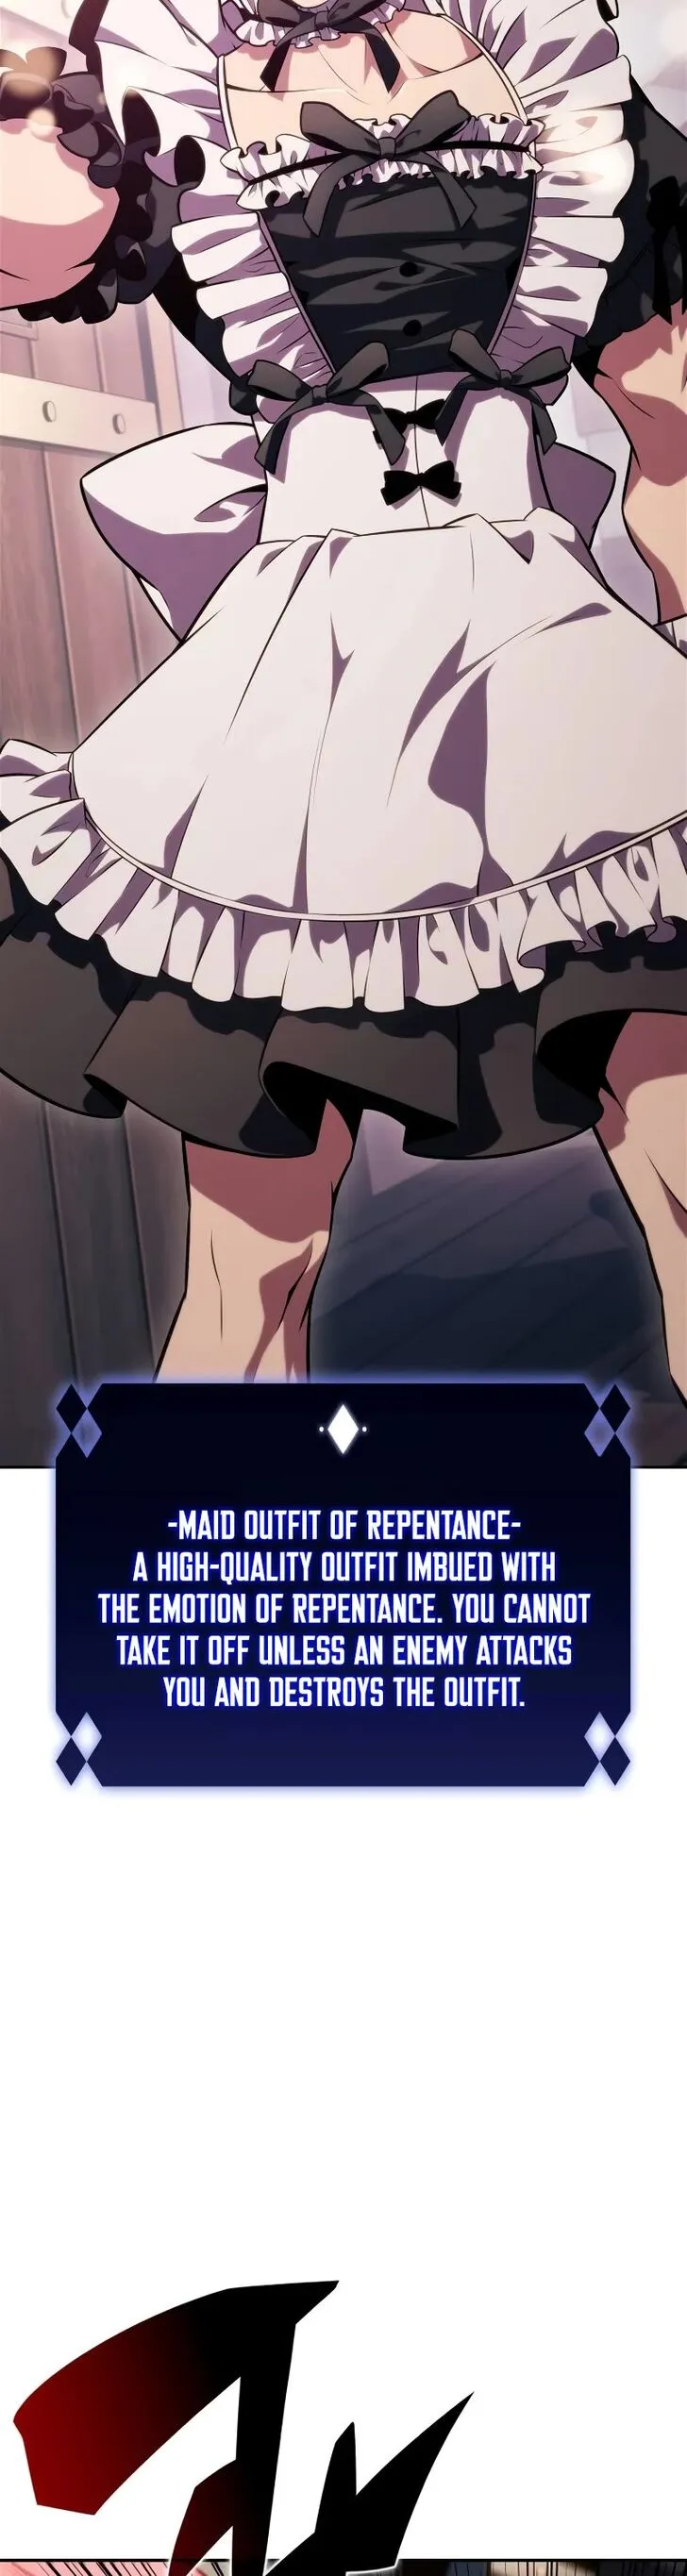 -MAID OUTFIT OF REPENTANCE-
A HIGH-QUALITY OUTFIT IMBUED WITH
THE EMOTION OF REPENTANCE. YOU CANNOT
TAKE IT OFF UNLESS AN ENEMY ATTACKS
YOU AND DESTROYS THE OUTFIT.